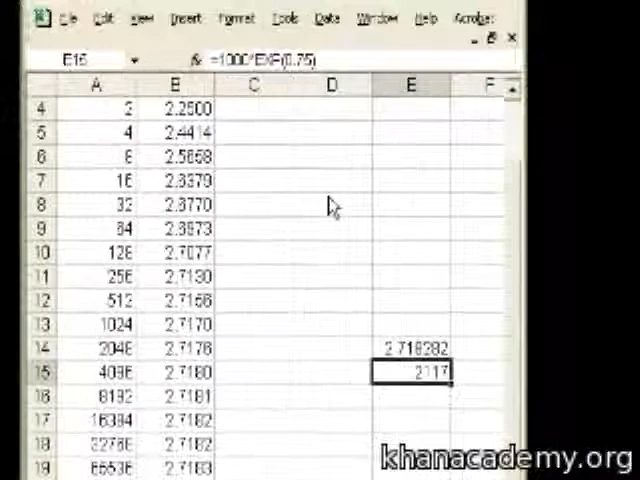 File Edit View Insert Format Tools Data Window Help Acrobat
E15 fx =1000*EXP(0.75)
A B C D E F
4 2 2.2500
5 4 2.4414
6 8 2.5658
7 16 2.6379
8 32 2.6770
9 64 2.6973
10 128 2.7077
11 256 2.7130
12 512 2.7156
13 1024 2.7170
14 2048 2.7176 2.718282
15 4096 2.7180 2117
16 8192 2.7181
17 16384 2.7182
18 32768 2.7182
19 65536 2.7183
khanacademy.org